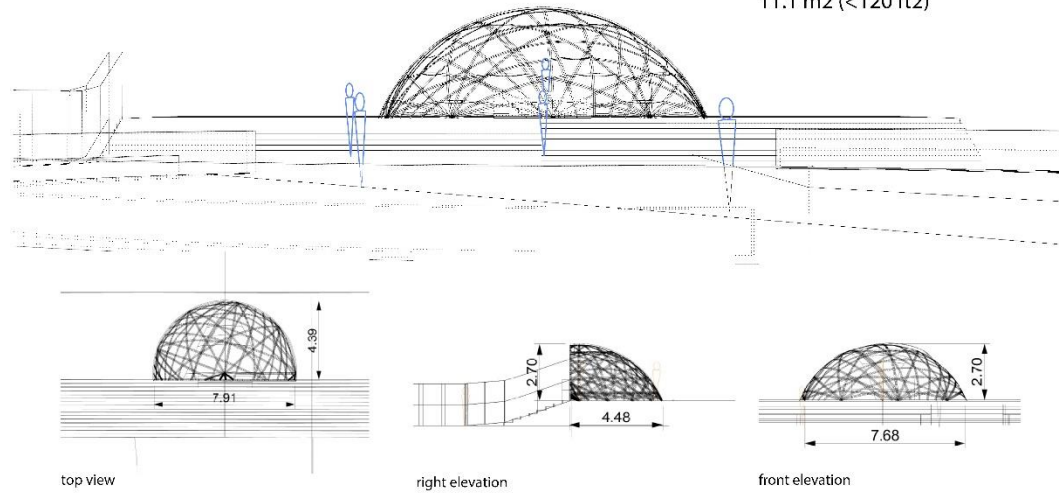 11.1 m2 (<120 ft2)
4.39
7.91
top view
2.70
4.48
right elevation
2.70
7.68
front elevation